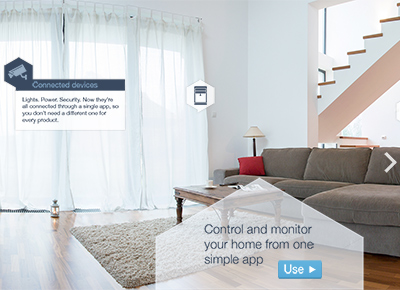 Connected devices
Lights. Power. Security. Now they're
all connected through a single app, so
you don't need a different one for
every product.
Control and monitor
your home from one
simple app
Use